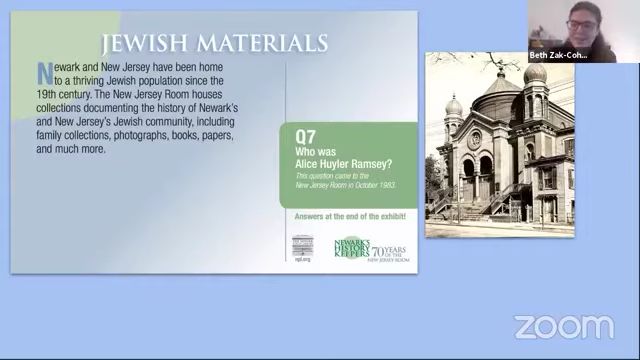 JEWISH MATERIALS
Newark and New Jersey have been home
to a thriving Jewish population since the
19th century. The New Jersey Room houses
collections documenting the history of Newark's
and New Jersey's Jewish community, including
family collections, photographs, books, papers,
and much more.
Q7
Who was
Alice Huyler Ramsey?
This question came to the
New Jersey Room in October 1983.
Answers at the end of the exhibit!
npl.org
NEWARK'S
HISTORY
KEEPERS
70 YEARS
OF THE
NEW JERSEY ROOM
Beth Zak-Coh...
zoom